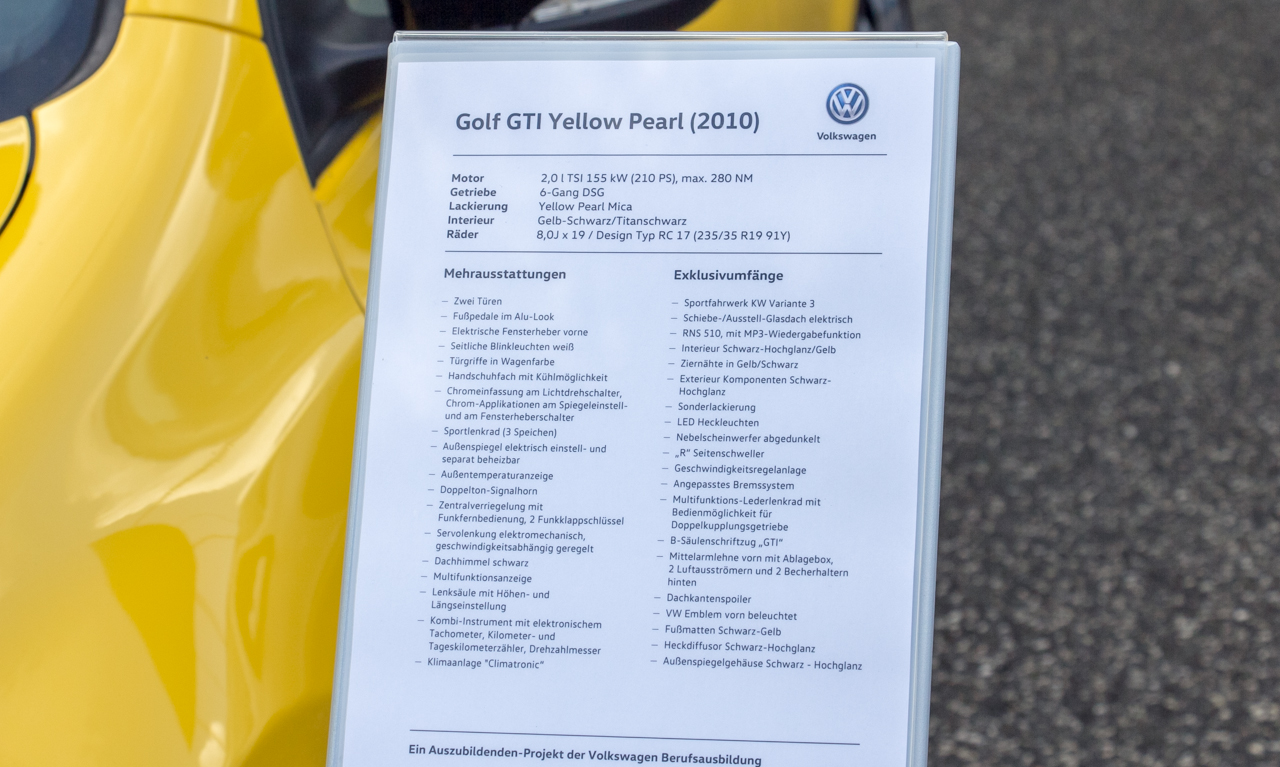 Golf GTI Yellow Pearl (2010)
Volkswagen
Motor 2,0 l TSI 155 kW (210 PS), max. 280 NM
Getriebe 6-Gang DSG
Lackierung Yellow Pearl Mica
Interieur Gelb-Schwarz/Titanschwarz
Räder 8,0J x 19 / Design Typ RC 17 (235/35 R19 91Y)
Mehrausstattungen
– Zwei Türen
– Fußpedale im Alu-Look
– Elektrische Fensterheber vorne
– Seitliche Blinkleuchten weiß
– Türgriffe in Wagenfarbe
– Handschuhfach mit Kühlmöglichkeit
– Chromeinfassung am Lichtdrehschalter,
Chrom-Applikationen am Spiegeleinstell-
und am Fensterheberschalter
– Sportlenkrad (3 Speichen)
– Außenspiegel elektrisch einstell- und
separat beheizbar
– Außentemperaturanzeige
– Doppelton-Signalhorn
– Zentralverriegelung mit
Funkfernbedienung, 2 Funkklappschlüssel
– Servolenkung elektromechanisch,
geschwindigkeitsabhängig geregelt
– Dachhimmel schwarz
– Multifunktionsanzeige
– Lenksäule mit Höhen- und
Längseinstellung
– Kombi-Instrument mit elektronischem
Tachometer, Kilometer- und
Tageskilometerzähler, Drehzahlmesser
– Klimaanlage "Climatronic"
Exklusivumfänge
– Sportfahrwerk KW Variante 3
– Schiebe-/Ausstell-Glasdach elektrisch
– RNS 510, mit MP3-Wiedergabefunktion
– Interieur Schwarz-Hochglanz/Gelb
– Ziernähte in Gelb/Schwarz
– Exterieur Komponenten Schwarz-
Hochglanz
– Sonderlackierung
– LED Heckleuchten
– Nebelscheinwerfer abgedunkelt
– „R“ Seitenschweller
– Geschwindigkeitsregelanlage
– Angepasstes Bremssystem
– Multifunktions-Lederlenkrad mit
Bedienmöglichkeit für
Doppelkupplungsgetriebe
– B-Säulenschriftzug „GTI“
– Mittelarmlehne vorn mit Ablagebox,
2 Luftausströmern und 2 Becherhaltern
hinten
– Dachkantenspoiler
– VW Emblem vorn beleuchtet
– Fußmatten Schwarz-Gelb
– Heckdiffusor Schwarz-Hochglanz
– Außenspiegelgehäuse Schwarz - Hochglanz
Ein Auszubildenden-Projekt der Volkswagen Berufsausbildung